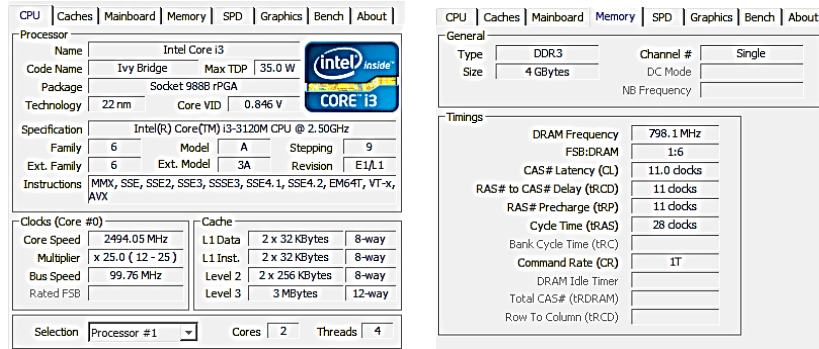 CPU Caches Mainboard Memory SPD Graphics Bench About
Processor
Name Intel Core i3
Code Name Ivy Bridge Max TDP 35.0 W
Package Socket 988B rPGA
Technology 22 nm Core VID 0.846 V
(intel) inside™
CORE™ i3
Specification Intel(R) Core(TM) i3-3120M CPU @ 2.50GHz
Family 6 Model A Stepping 9
Ext. Family 6 Ext. Model 3A Revision E1/L1
Instructions MMX, SSE, SSE2, SSE3, SSSE3, SSE4.1, SSE4.2, EM64T, VT-x,
AVX
Clocks (Core #0)
Core Speed 2494.05 MHz
Multiplier x 25.0 ( 12 - 25 )
Bus Speed 99.76 MHz
Rated FSB
Cache
L1 Data 2 x 32 KBytes 8-way
L1 Inst. 2 x 32 KBytes 8-way
Level 2 2 x 256 KBytes 8-way
Level 3 3 MBytes 12-way
Selection Processor #1 Cores 2 Threads 4
CPU Caches Mainboard Memory SPD Graphics Bench About
General
Type DDR3 Channel # Single
Size 4 GBytes DC Mode
NB Frequency
Timings
DRAM Frequency 798.1 MHz
FSB:DRAM 1:6
CAS# Latency (CL) 11.0 clocks
RAS# to CAS# Delay (tRCD) 11 clocks
RAS# Precharge (tRP) 11 clocks
Cycle Time (tRAS) 28 clocks
Bank Cycle Time (tRC)
Command Rate (CR) 1T
DRAM Idle Timer
Total CAS# (tRDRAM)
Row To Column (tRCD)